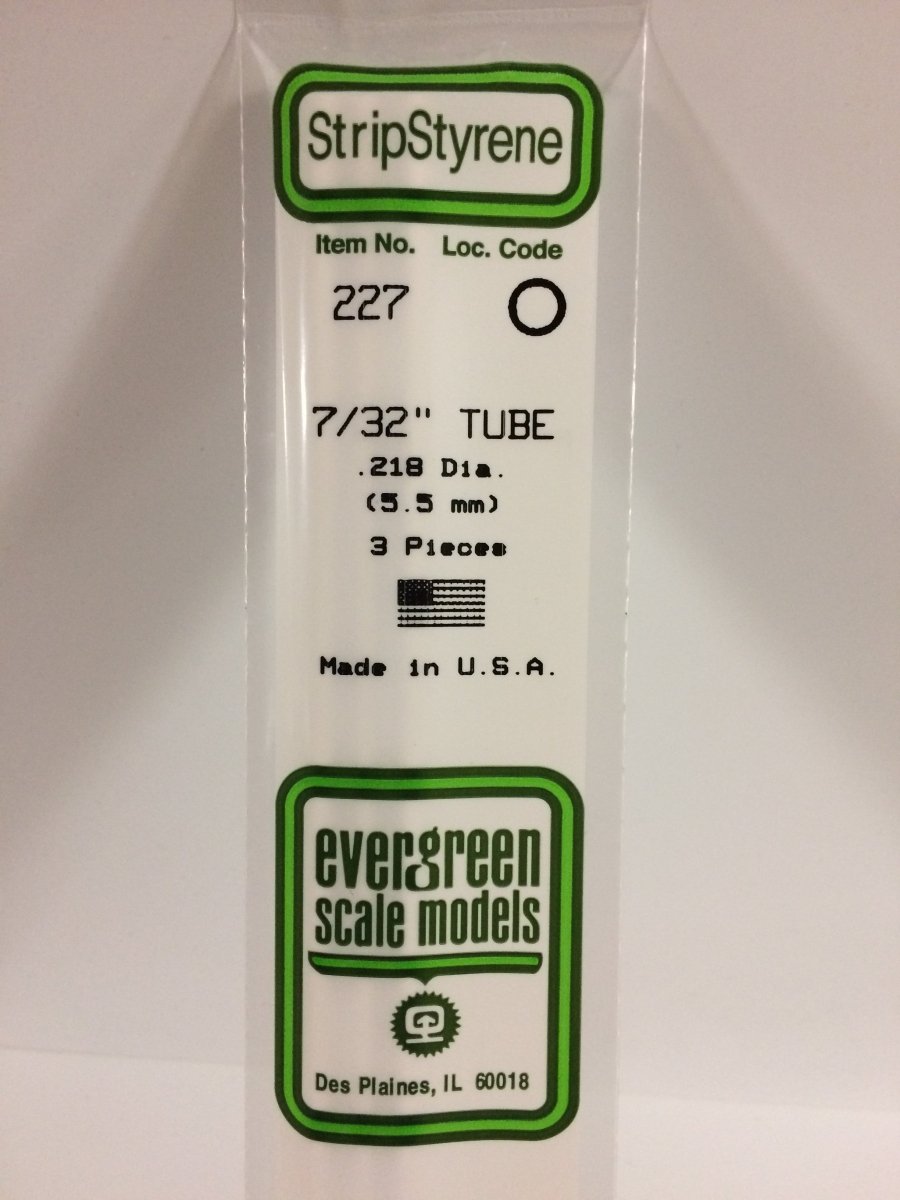 StripStyrene
Item No. Loc. Code
227
7/32" TUBE
.218 Dia.
(5.5 mm)
3 Pieces
Made in U.S.A.
evergreen
scale models
Des Plaines, IL 60018